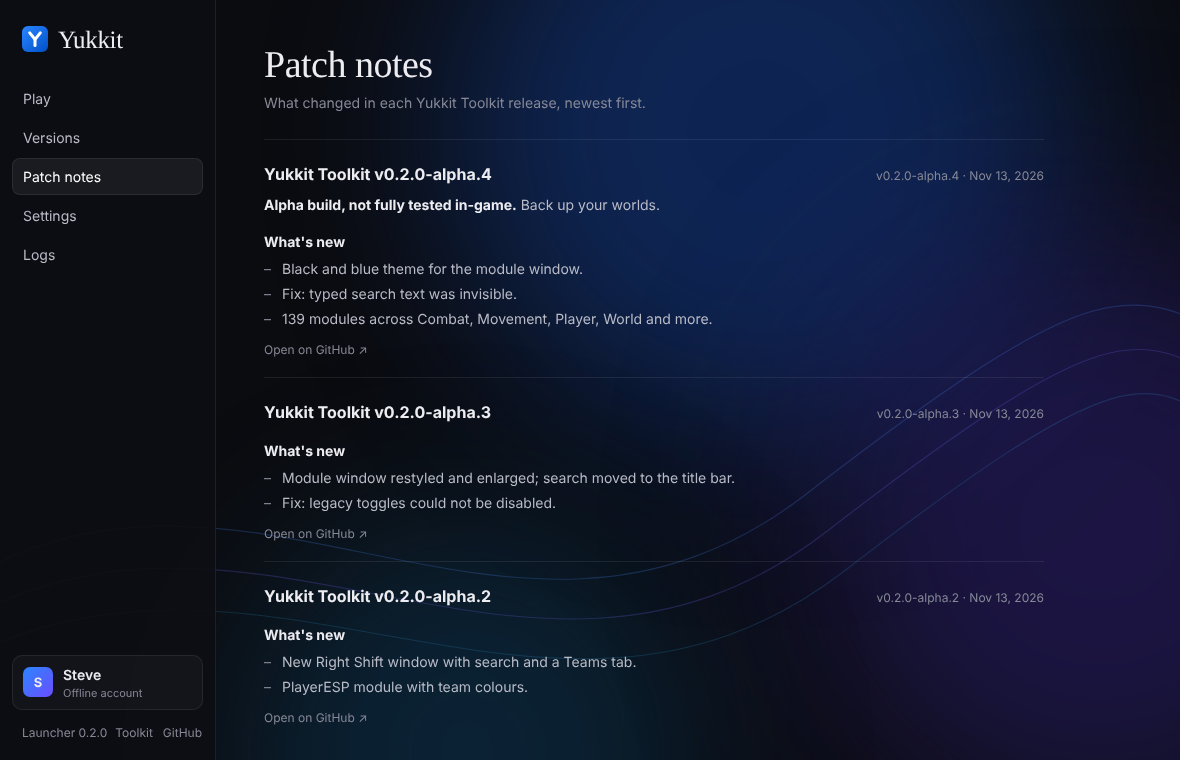 Yukkit
Play
Versions
Patch notes
Settings
Logs
S
Steve
Offline account
Launcher 0.2.0 Toolkit GitHub
Patch notes
What changed in each Yukkit Toolkit release, newest first.
Yukkit Toolkit v0.2.0-alpha.4
v0.2.0-alpha.4 · Nov 13, 2026
Alpha build, not fully tested in-game. Back up your worlds.
What's new
– Black and blue theme for the module window.
– Fix: typed search text was invisible.
– 139 modules across Combat, Movement, Player, World and more.
Open on GitHub ↗
Yukkit Toolkit v0.2.0-alpha.3
v0.2.0-alpha.3 · Nov 13, 2026
What's new
– Module window restyled and enlarged; search moved to the title bar.
– Fix: legacy toggles could not be disabled.
Open on GitHub ↗
Yukkit Toolkit v0.2.0-alpha.2
v0.2.0-alpha.2 · Nov 13, 2026
What's new
– New Right Shift window with search and a Teams tab.
– PlayerESP module with team colours.
Open on GitHub ↗